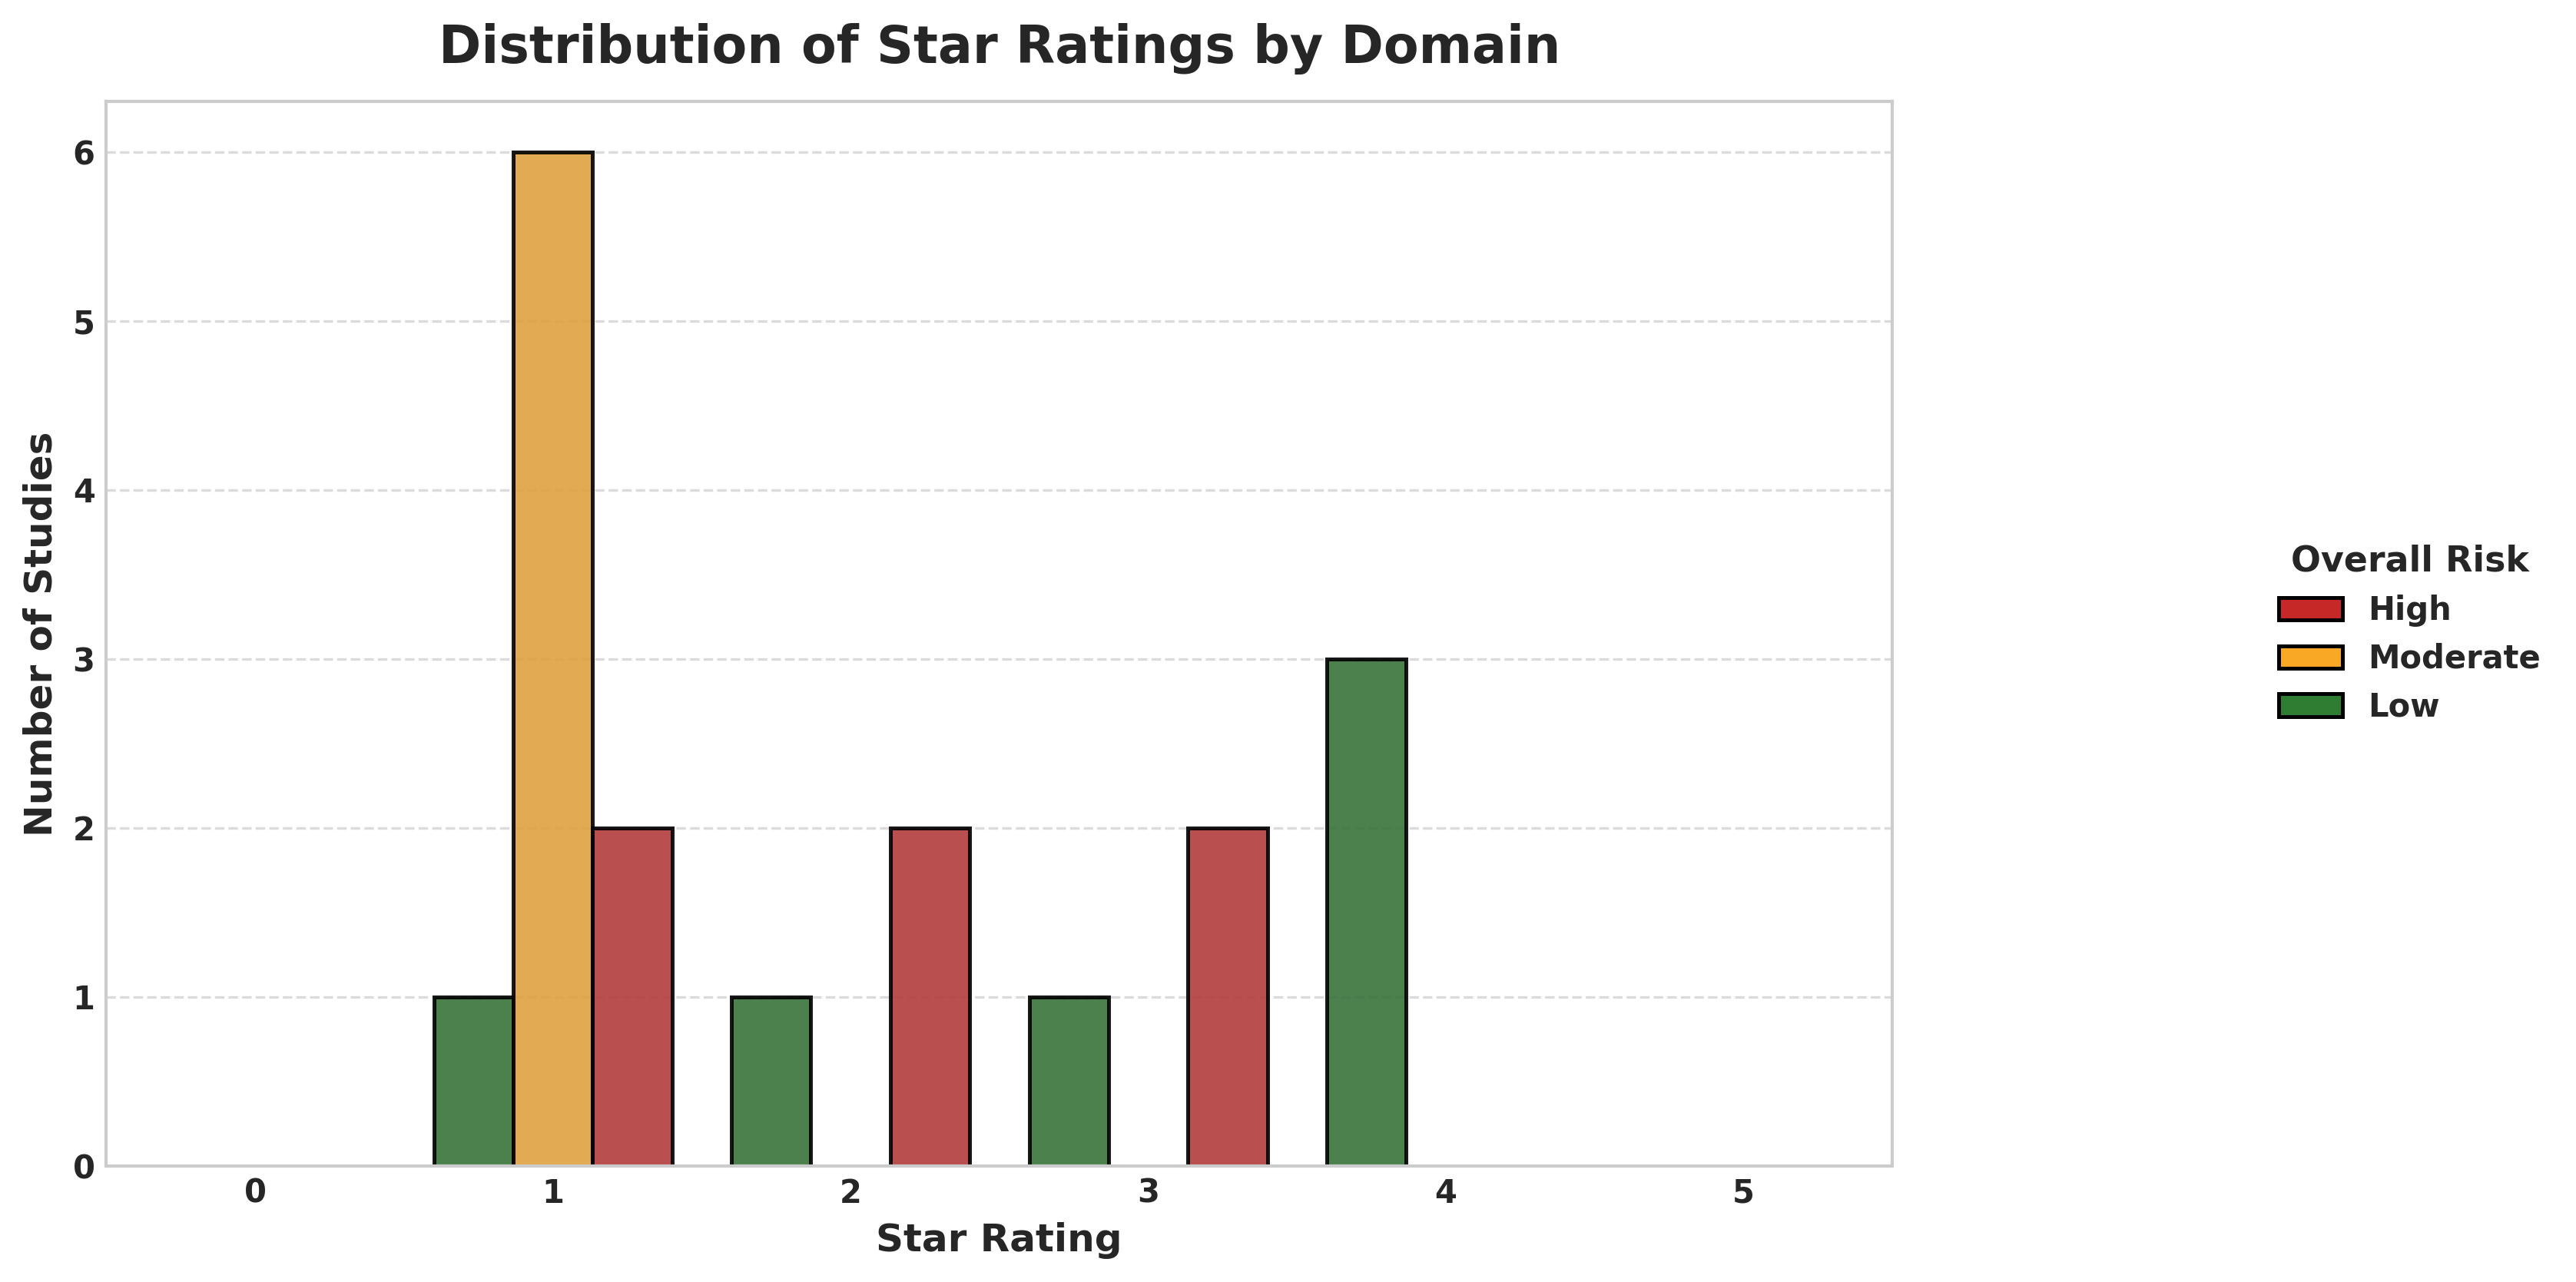 Distribution of Star Ratings by Domain
Number of Studies
6
5
4
3
2
1
0
0 1 2 3 4 5
Star Rating
Overall Risk
High
Moderate
Low